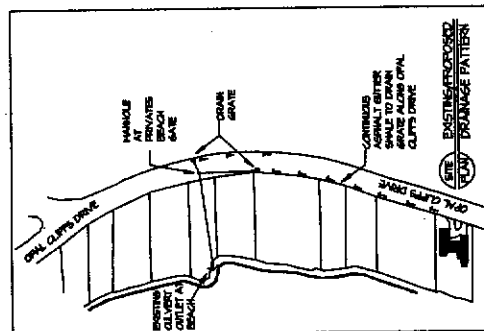 OPAL CLIFFS DRIVE
MANHOLE
AT
PRIVATES
BEACH
GATE
DRAIN
GRATE
EXISTING
CULVERT
OUTLET AT
BEACH
CONTINUOUS
ASPHALT GUTTER
SWALE TO DRAIN
GRATE ALONG OPAL
CLIFFS DRIVE
OPAL CLIFFS DRIVE
SITE
PLAN
EXISTING/PROPOSED
DRAINAGE PATTERN